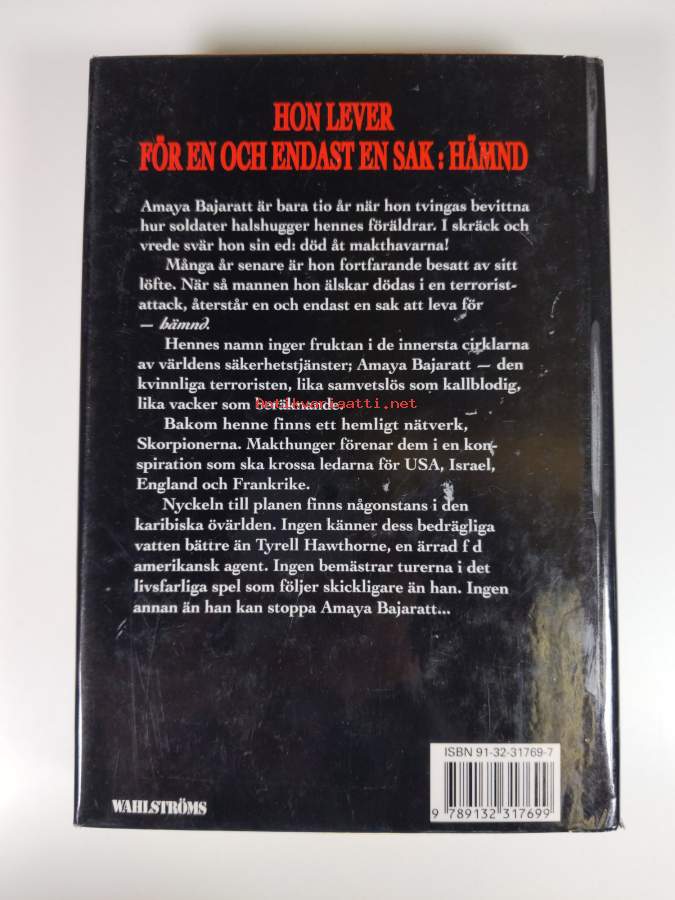 HON LEVER
FÖR EN OCH ENDAST EN SAK : HÄMND
Amaya Bajaratt är bara tio år när hon tvingas bevittna
hur soldater halshugger hennes föräldrar. I skräck och
vrede svär hon sin ed: död åt makthavarna!
Många år senare är hon fortfarande besatt av sitt
löfte. När så mannen hon älskar dödas i en terrorist-
attack, återstår en och endast en sak att leva för
— hämnd.
Hennes namn inger fruktan i de innersta cirklarna
av världens säkerhetstjänster; Amaya Bajaratt — den
kvinnliga terroristen, lika samvetslös som kallblodig,
lika vacker som beräknande.
Antikvariaatti.net
Bakom henne finns ett hemligt nätverk,
Skorpionerna. Makthunger förenar dem i en kon-
spiration som ska krossa ledarna för USA, Israel,
England och Frankrike.
Nyckeln till planen finns någonstans i den
karibiska övärlden. Ingen känner dess bedrägliga
vatten bättre än Tyrell Hawthorne, en ärrad f d
amerikansk agent. Ingen bemästrar turerna i det
livsfarliga spel som följer skickligare än han. Ingen
annan än han kan stoppa Amaya Bajaratt...
ISBN 91-32-31769-7
9 789132 317699
WAHLSTRÖMS